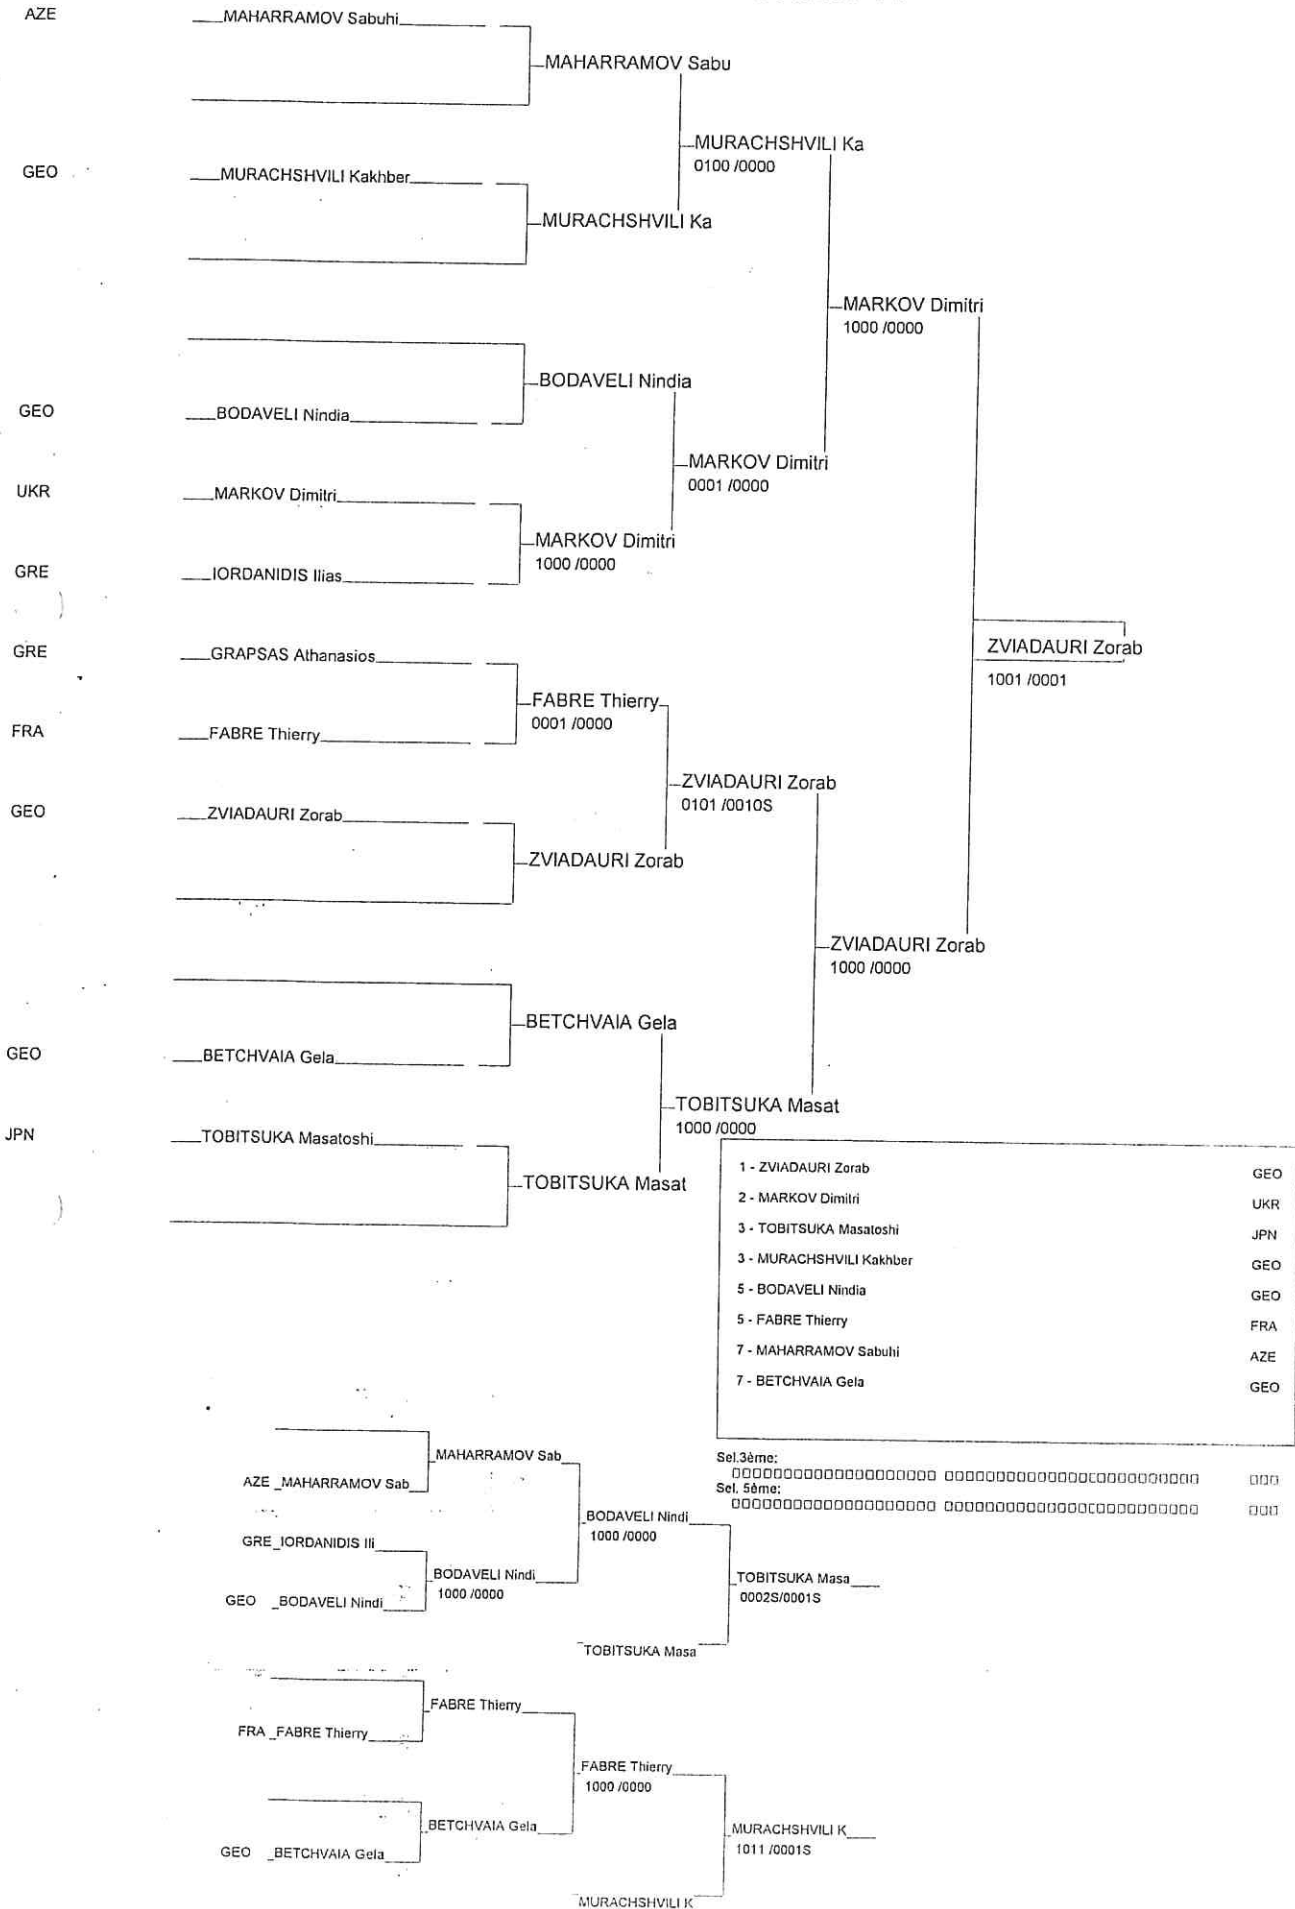 AZE MAHARRAMOV Sabuhi
MAHARRAMOV Sabu
MURACHSHVILI Ka
0100 /0000
GEO MURACHSHVILI Kakhber
MURACHSHVILI Ka
MARKOV Dimitri
1000 /0000
BODAVELI Nindia
GEO BODAVELI Nindia
MARKOV Dimitri
0001 /0000
UKR MARKOV Dimitri
MARKOV Dimitri
1000 /0000
GRE IORDANIDIS Ilias
ZVIADAURI Zorab
1001 /0001
GRE GRAPSAS Athanasios
FABRE Thierry
0001 /0000
FRA FABRE Thierry
ZVIADAURI Zorab
0101 /0010S
GEO ZVIADAURI Zorab
ZVIADAURI Zorab
ZVIADAURI Zorab
1000 /0000
BETCHVAIA Gela
GEO BETCHVAIA Gela
TOBITSUKA Masat
1000 /0000
JPN TOBITSUKA Masatoshi
TOBITSUKA Masat
1 - ZVIADAURI Zorab GEO
2 - MARKOV Dimitri UKR
3 - TOBITSUKA Masatoshi JPN
3 - MURACHSHVILI Kakhber GEO
5 - BODAVELI Nindia GEO
5 - FABRE Thierry FRA
7 - MAHARRAMOV Sabuhi AZE
7 - BETCHVAIA Gela GEO
Sel.3ème:
Sel. 5ème:
MAHARRAMOV Sab
AZE MAHARRAMOV Sab
BODAVELI Nindi
1000 /0000
GRE IORDANIDIS Ili
BODAVELI Nindi
1000 /0000
GEO BODAVELI Nindi
TOBITSUKA Masa
0002S/0001S
TOBITSUKA Masa
FABRE Thierry
FRA FABRE Thierry
FABRE Thierry
1000 /0000
BETCHVAIA Gela
GEO BETCHVAIA Gela
MURACHSHVILI K
1011 /0001S
MURACHSHVILI K